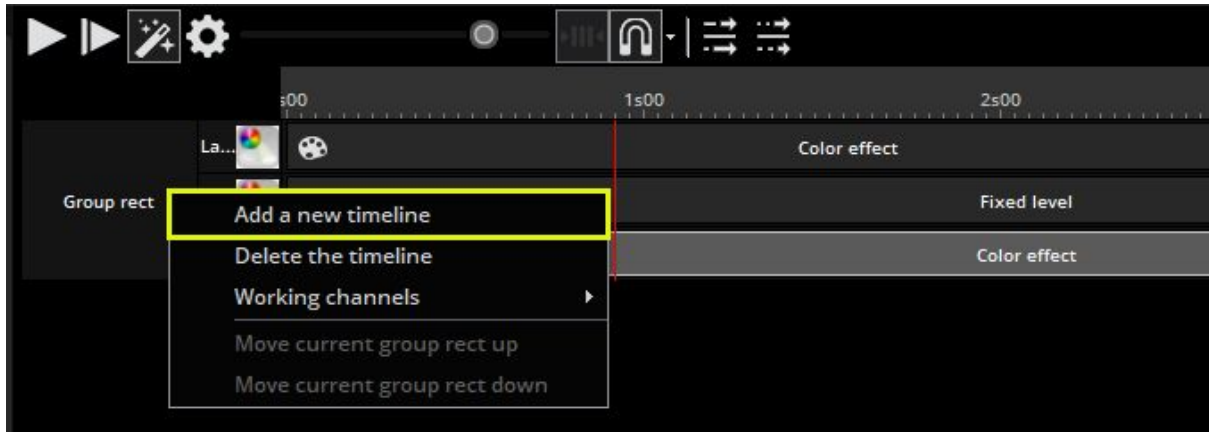 s00 1s00 2s00
La... Color effect
Group rect Fixed level
Add a new timeline
Delete the timeline Color effect
Working channels
Move current group rect up
Move current group rect down